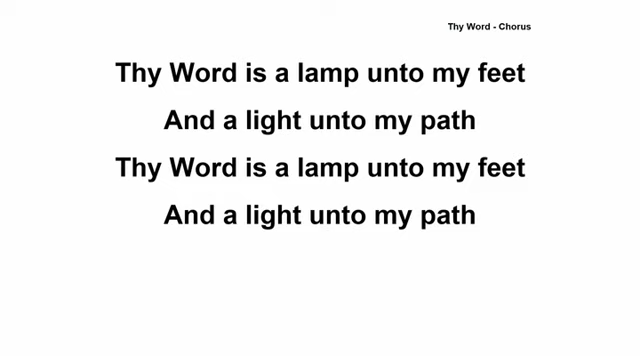 Thy Word - Chorus
Thy Word is a lamp unto my feet
And a light unto my path
Thy Word is a lamp unto my feet
And a light unto my path